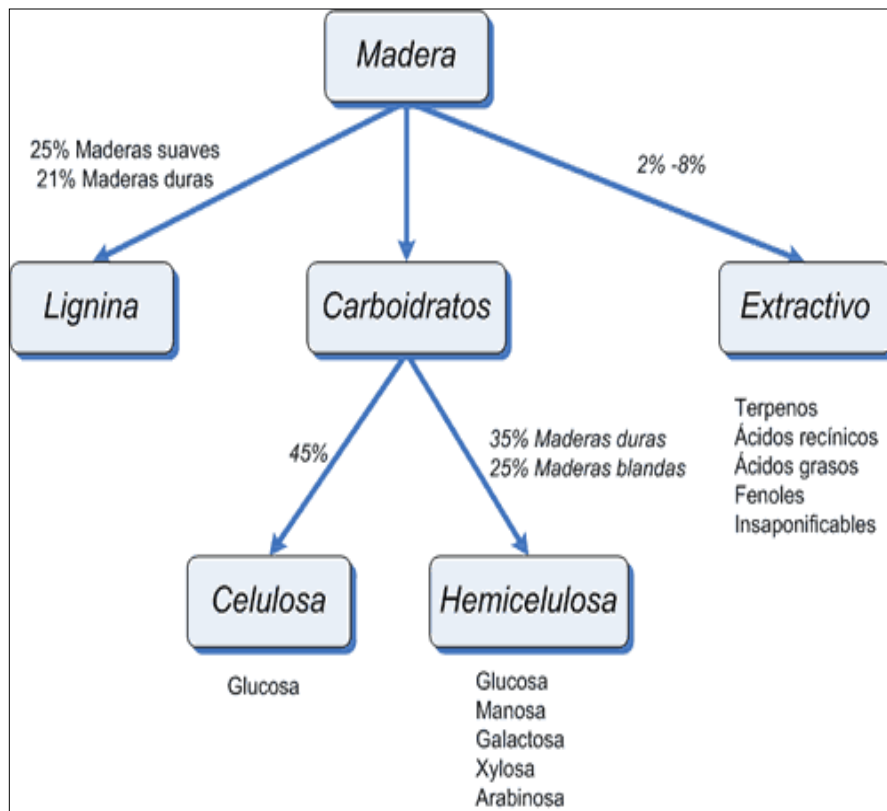 Madera
25% Maderas suaves
21% Maderas duras
2% -8%
Lignina
Carboidratos
Extractivo
45%
35% Maderas duras
25% Maderas blandas
Terpenos
Ácidos recínicos
Ácidos grasos
Fenoles
Insaponificables
Celulosa
Hemicelulosa
Glucosa
Glucosa
Manosa
Galactosa
Xylosa
Arabinosa